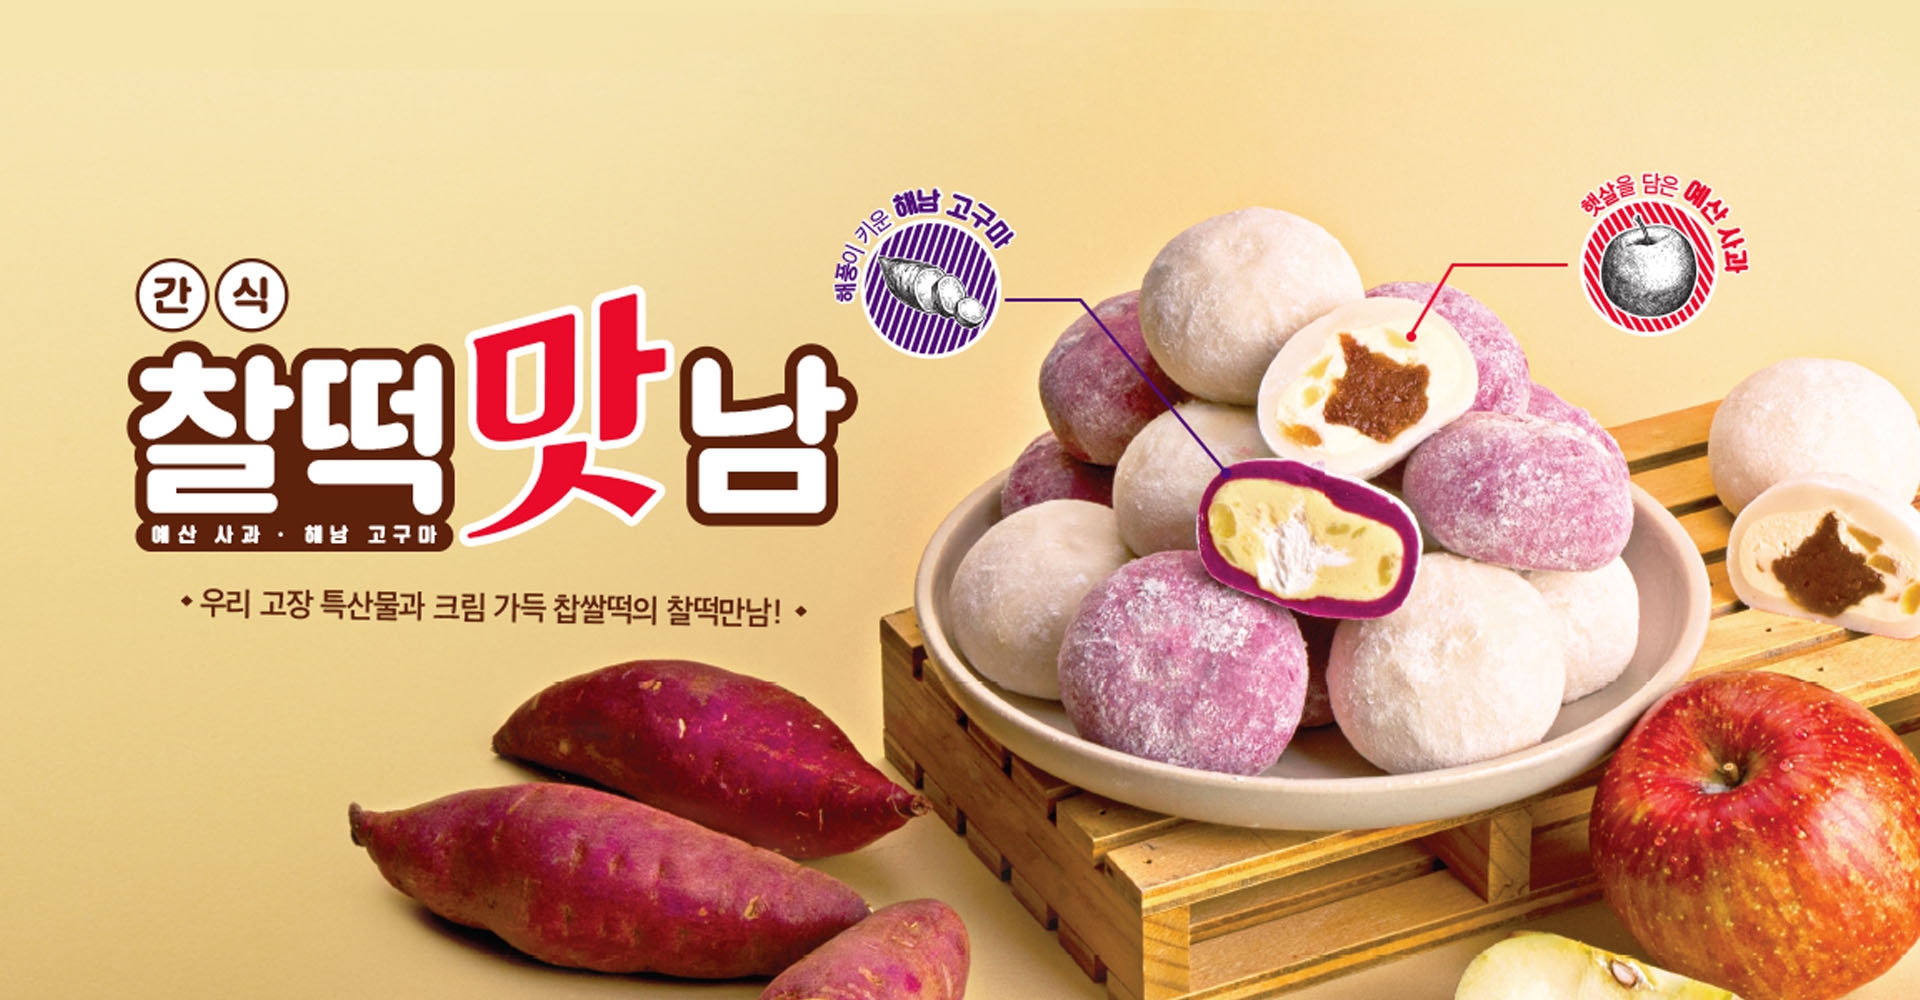 간식
찰떡맛남
예산 사과 · 해남 고구마
우리 고장 특산물과 크림 가득 찹쌀떡의 찰떡만남!
해풍이 키운 해남 고구마
햇살을 담은 예산 사과